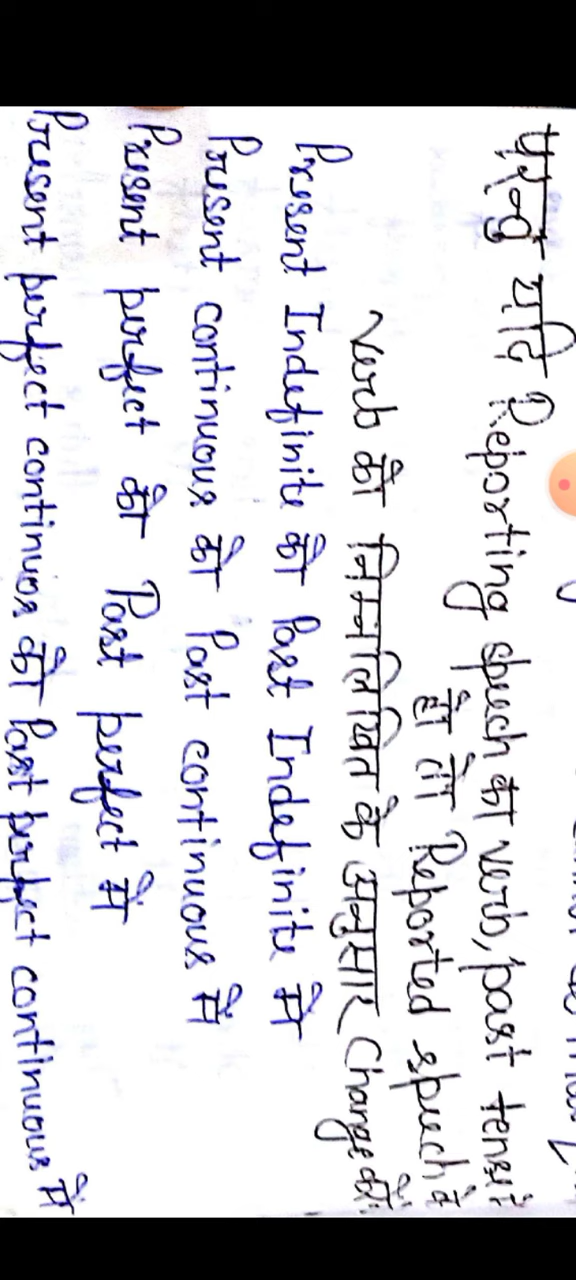 परन्तु यदि Reporting speech का verb, past tense में
हो तो Reported speech के
verb को निम्नलिखित के अनुसार Change करें
Present Indefinite को Past Indefinite में
Present continuous को Past continuous में
Present perfect को Past perfect में
Present perfect continuos को Past perfect continuous में